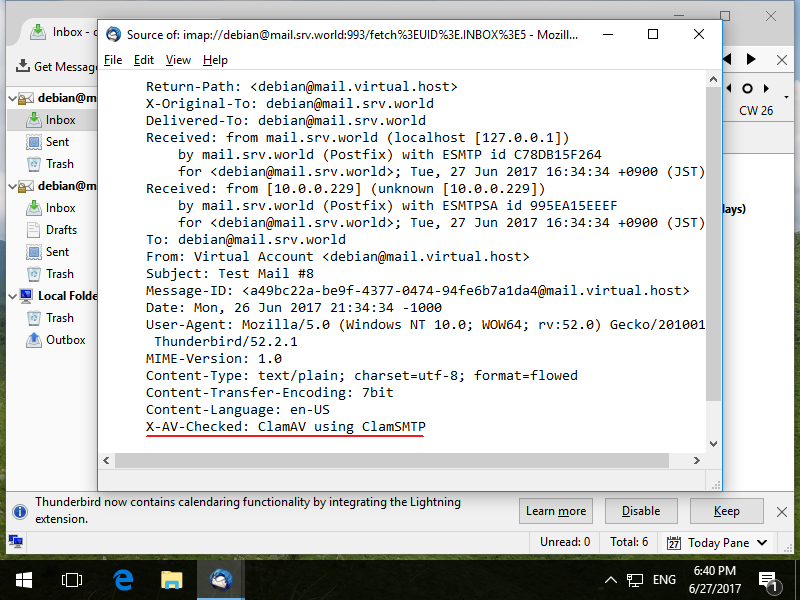 Inbox - d
Source of: imap://debian@mail.srv.world:993/fetch%3EUID%3E.INBOX%3E5 - Mozill...
File Edit View Help
Get Message
debian@m
Inbox
Sent
Trash
debian@m
Inbox
Drafts
Sent
Trash
Local Folde
Trash
Outbox
Return-Path: <debian@mail.virtual.host>
X-Original-To: debian@mail.srv.world
Delivered-To: debian@mail.srv.world
Received: from mail.srv.world (localhost [127.0.0.1])
by mail.srv.world (Postfix) with ESMTP id C78DB15F264
for <debian@mail.srv.world>; Tue, 27 Jun 2017 16:34:34 +0900 (JST)
Received: from [10.0.0.229] (unknown [10.0.0.229])
by mail.srv.world (Postfix) with ESMTPSA id 995EA15EEEF
for <debian@mail.srv.world>; Tue, 27 Jun 2017 16:34:34 +0900 (JST)
To: debian@mail.srv.world
From: Virtual Account <debian@mail.virtual.host>
Subject: Test Mail #8
Message-ID: <a49bc22a-be9f-4377-0474-94fe6b7a1da4@mail.virtual.host>
Date: Mon, 26 Jun 2017 21:34:34 -1000
User-Agent: Mozilla/5.0 (Windows NT 10.0; WOW64; rv:52.0) Gecko/201001
Thunderbird/52.2.1
MIME-Version: 1.0
Content-Type: text/plain; charset=utf-8; format=flowed
Content-Transfer-Encoding: 7bit
Content-Language: en-US
X-AV-Checked: ClamAV using ClamSMTP
CW 26
lays)
Thunderbird now contains calendaring functionality by integrating the Lightning
extension.
Learn more Disable Keep
Unread: 0 Total: 6 27 Today Pane
ENG
6:40 PM
6/27/2017
1